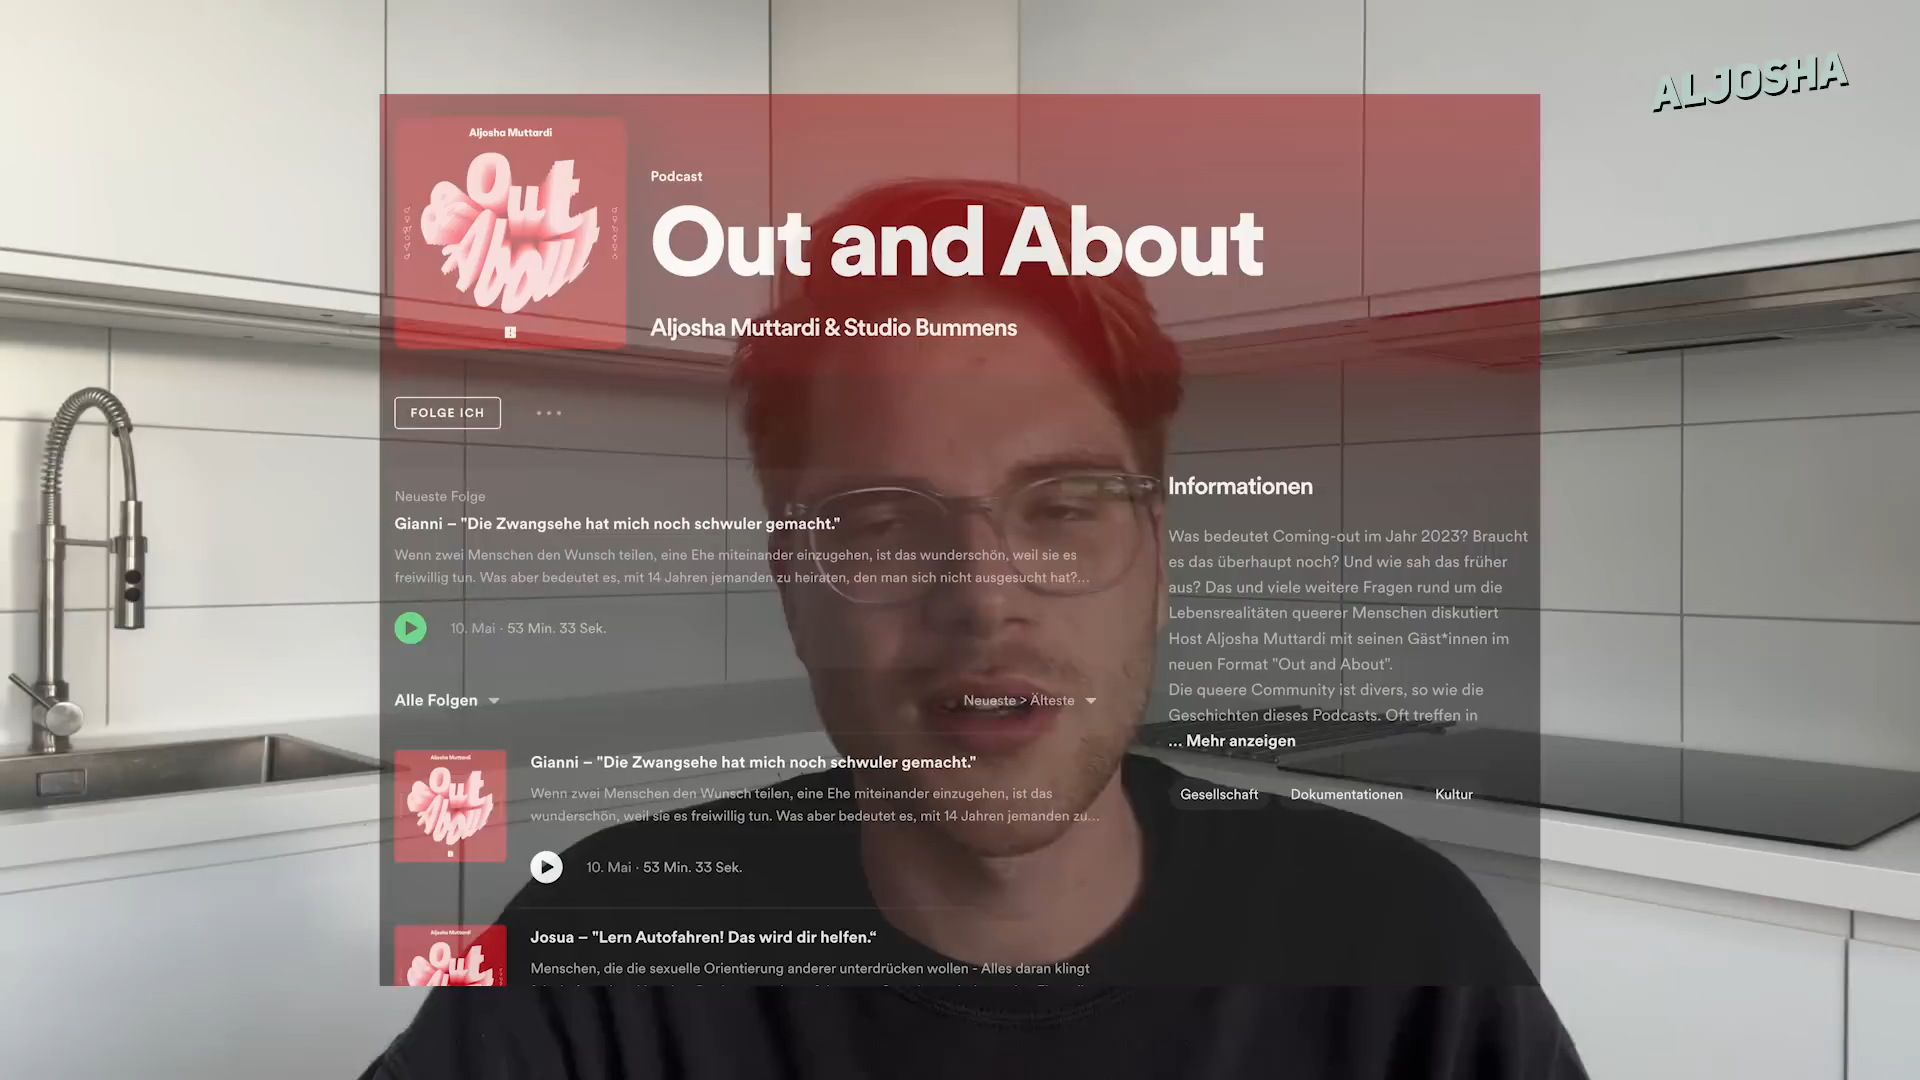 ALJOSHA
Aljosha Muttardi
Out
& About
Podcast
Out and About
Aljosha Muttardi & Studio Bummens
FOLGE ICH
Neueste Folge
Gianni – "Die Zwangsehe hat mich noch schwuler gemacht."
Wenn zwei Menschen den Wunsch teilen, eine Ehe miteinander einzugehen, ist das wunderschön, weil sie es
freiwillig tun. Was aber bedeutet es, mit 14 Jahren jemanden zu heiraten, den man sich nicht ausgesucht hat?...
10. Mai · 53 Min. 33 Sek.
Alle Folgen
Neueste > Älteste
Aljosha Muttardi
Out
& About
Gianni – "Die Zwangsehe hat mich noch schwuler gemacht."
Wenn zwei Menschen den Wunsch teilen, eine Ehe miteinander einzugehen, ist das
wunderschön, weil sie es freiwillig tun. Was aber bedeutet es, mit 14 Jahren jemanden zu...
10. Mai · 53 Min. 33 Sek.
Aljosha Muttardi
Out
Josua – "Lern Autofahren! Das wird dir helfen.“
Menschen, die die sexuelle Orientierung anderer unterdrücken wollen - Alles daran klingt
Informationen
Was bedeutet Coming-out im Jahr 2023? Braucht
es das überhaupt noch? Und wie sah das früher
aus? Das und viele weitere Fragen rund um die
Lebensrealitäten queerer Menschen diskutiert
Host Aljosha Muttardi mit seinen Gäst*innen im
neuen Format "Out and About".
Die queere Community ist divers, so wie die
Geschichten dieses Podcasts. Oft treffen in
... Mehr anzeigen
Gesellschaft
Dokumentationen
Kultur